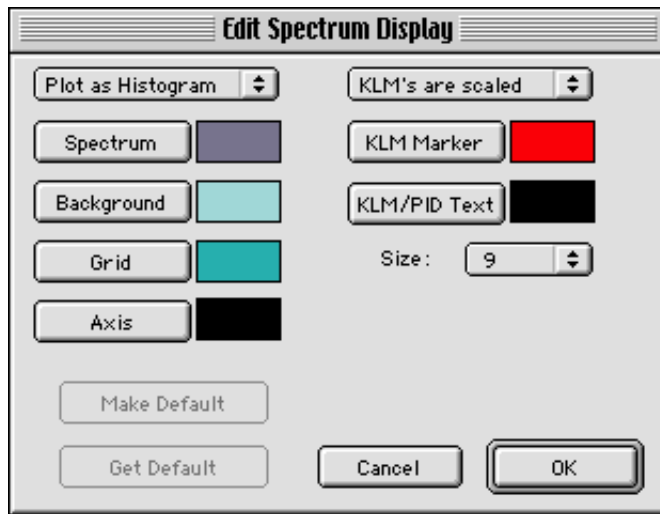 Edit Spectrum Display
Plot as Histogram
KLM's are scaled
Spectrum
KLM Marker
Background
KLM/PID Text
Grid
Size: 9
Axis
Make Default
Get Default
Cancel
OK